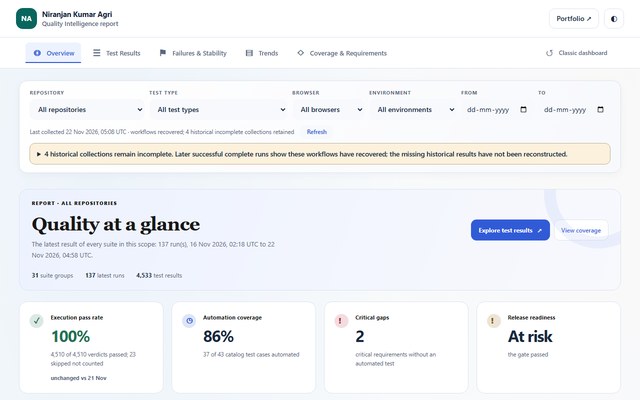 NA
Niranjan Kumar Agri
Quality Intelligence report
Portfolio ↗
Overview
Test Results
Failures & Stability
Trends
Coverage & Requirements
Classic dashboard
REPOSITORY
TEST TYPE
BROWSER
ENVIRONMENT
FROM
TO
All repositories
All test types
All browsers
All environments
dd-mm-yyyy
dd-mm-yyyy
Last collected 22 Nov 2026, 05:08 UTC · workflows recovered; 4 historical incomplete collections retained
Refresh
▶ 4 historical collections remain incomplete. Later successful complete runs show these workflows have recovered; the missing historical results have not been reconstructed.
REPORT · ALL REPOSITORIES
Quality at a glance
The latest result of every suite in this scope: 137 run(s), 16 Nov 2026, 02:18 UTC to 22
Nov 2026, 04:58 UTC.
31 suite groups
137 latest runs
4,533 test results
Explore test results ↗
View coverage
Execution pass rate
100%
4,510 of 4,510 verdicts passed; 23
skipped not counted
unchanged vs 21 Nov
Automation coverage
86%
37 of 43 catalog test cases automated
Critical gaps
2
critical requirements without an
automated test
Release readiness
At risk
the gate passed